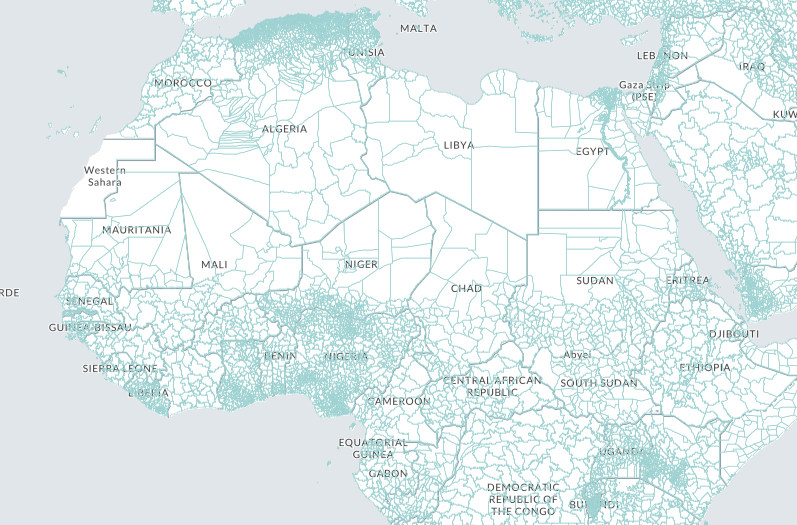 MALTA
TUNISIA
LEBANON
IRAQ
MOROCCO
Gaza Strip
(PSE)
KUW
ALGERIA
LIBYA
EGYPT
Western
Sahara
MAURITANIA
MALI
NIGER
CHAD
SUDAN
ERITREA
RDE
SENEGAL
GUINEA-BISSAU
DJIBOUTI
BENIN
NIGERIA
Abyei
SIERRA LEONE
ETHIOPIA
CENTRAL AFRICAN
REPUBLIC
SOUTH SUDAN
LIBERIA
CAMEROON
EQUATORIAL
GUINEA
UGANDA
GABON
DEMOCRATIC
REPUBLIC OF
THE CONGO
BURUNDI